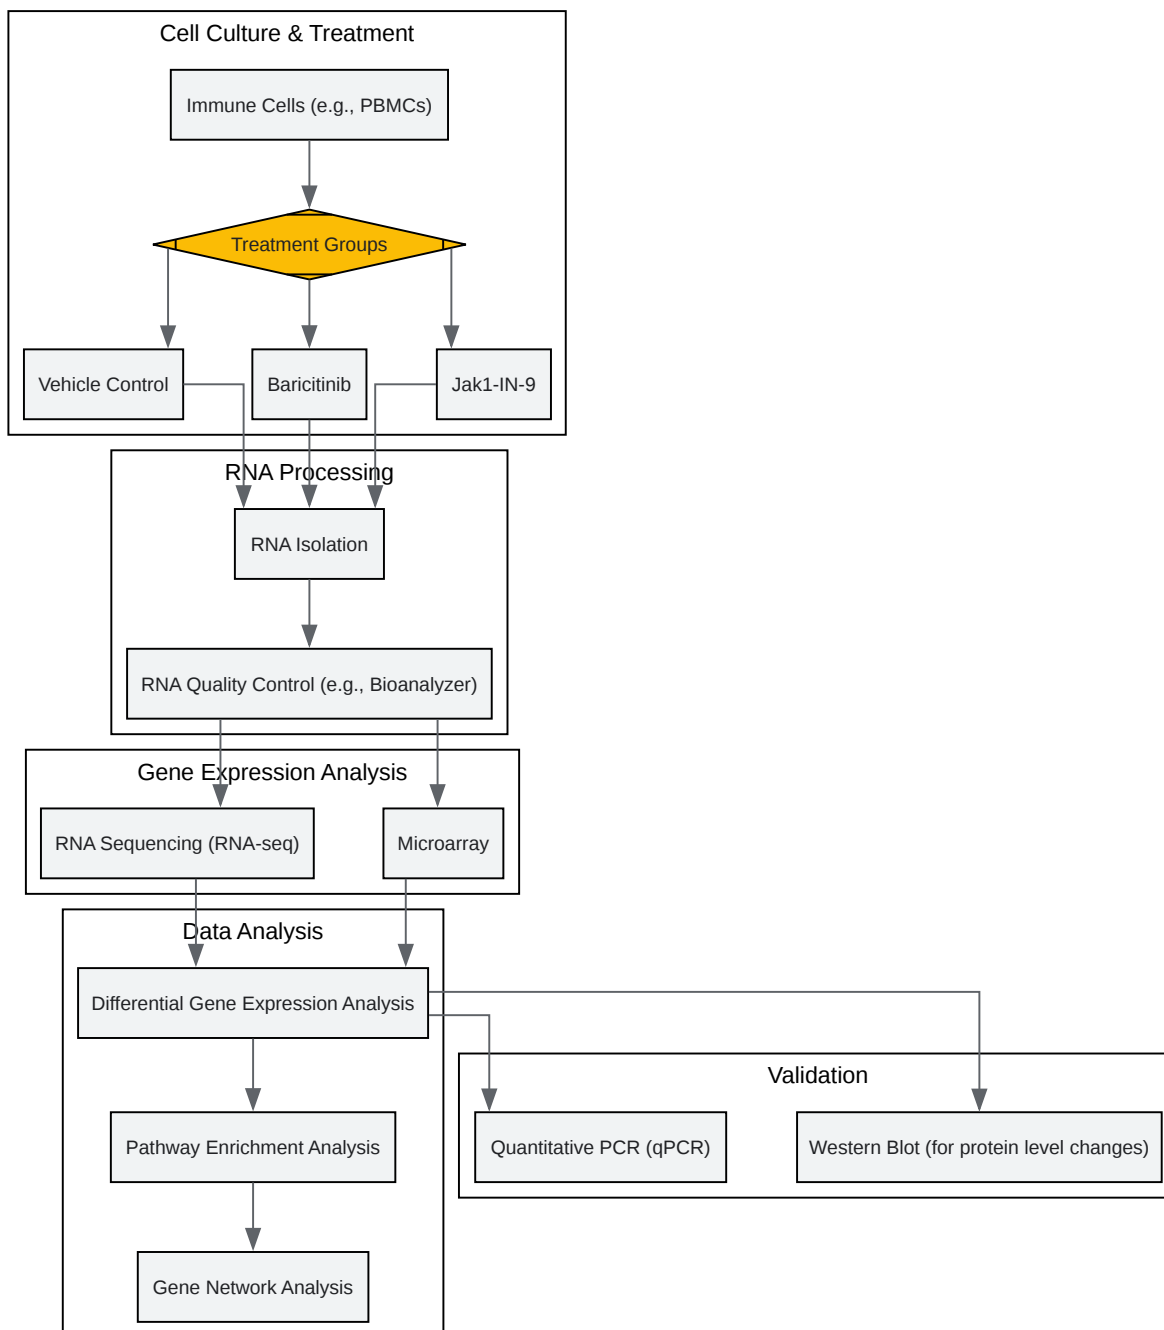 Cell Culture & Treatment
Immune Cells (e.g., PBMCs)
Treatment Groups
Vehicle Control
Baricitinib
Jak1-IN-9
RNA Processing
RNA Isolation
RNA Quality Control (e.g., Bioanalyzer)
Gene Expression Analysis
RNA Sequencing (RNA-seq)
Microarray
Data Analysis
Differential Gene Expression Analysis
Validation
Pathway Enrichment Analysis
Quantitative PCR (qPCR)
Western Blot (for protein level changes)
Gene Network Analysis